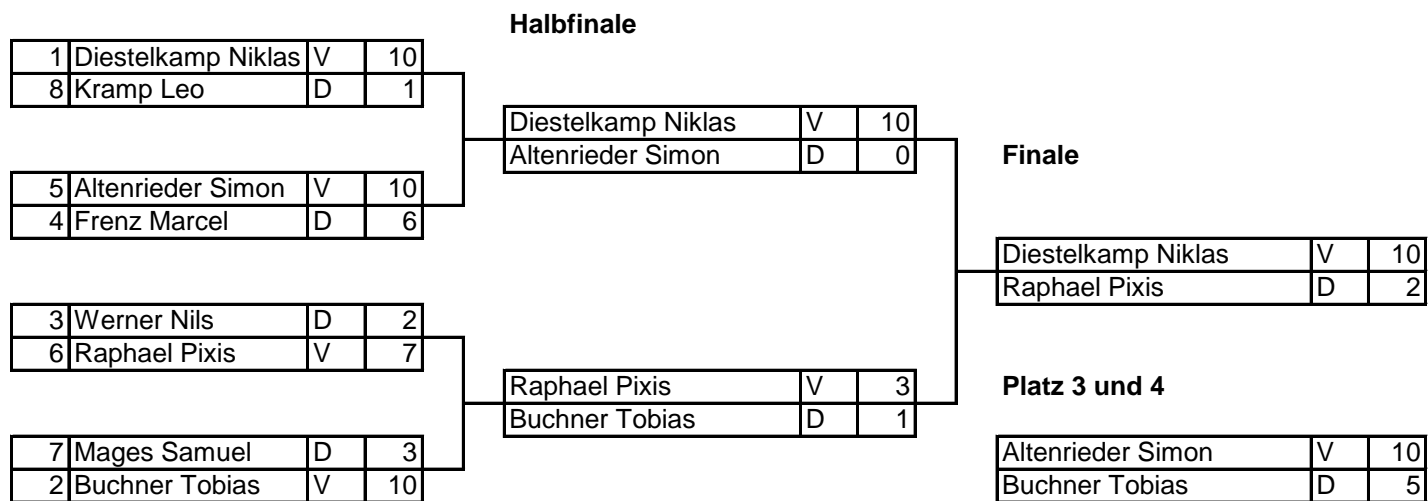 Halbfinale
1 Diestelkamp Niklas V 10
8 Kramp Leo D 1
Diestelkamp Niklas V 10
Altenrieder Simon D 0
Finale
5 Altenrieder Simon V 10
4 Frenz Marcel D 6
Diestelkamp Niklas V 10
Raphael Pixis D 2
3 Werner Nils D 2
6 Raphael Pixis V 7
Raphael Pixis V 3
Buchner Tobias D 1
Platz 3 und 4
7 Mages Samuel D 3
2 Buchner Tobias V 10
Altenrieder Simon V 10
Buchner Tobias D 5